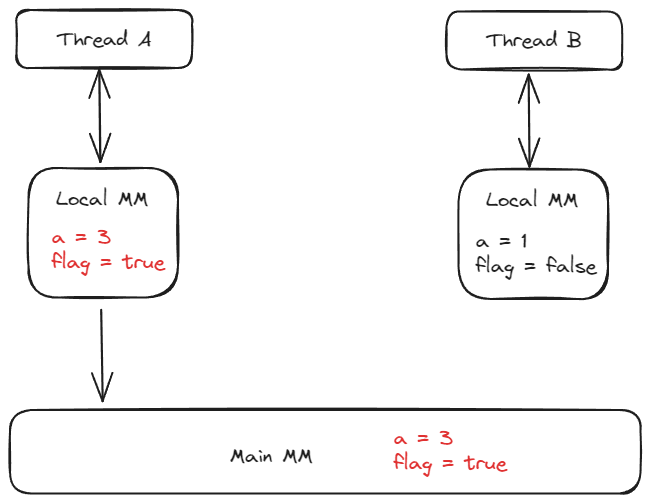 Thread A
Thread B
Local MM
a = 3
flag = true
Local MM
a = 1
flag = false
Main MM
a = 3
flag = true